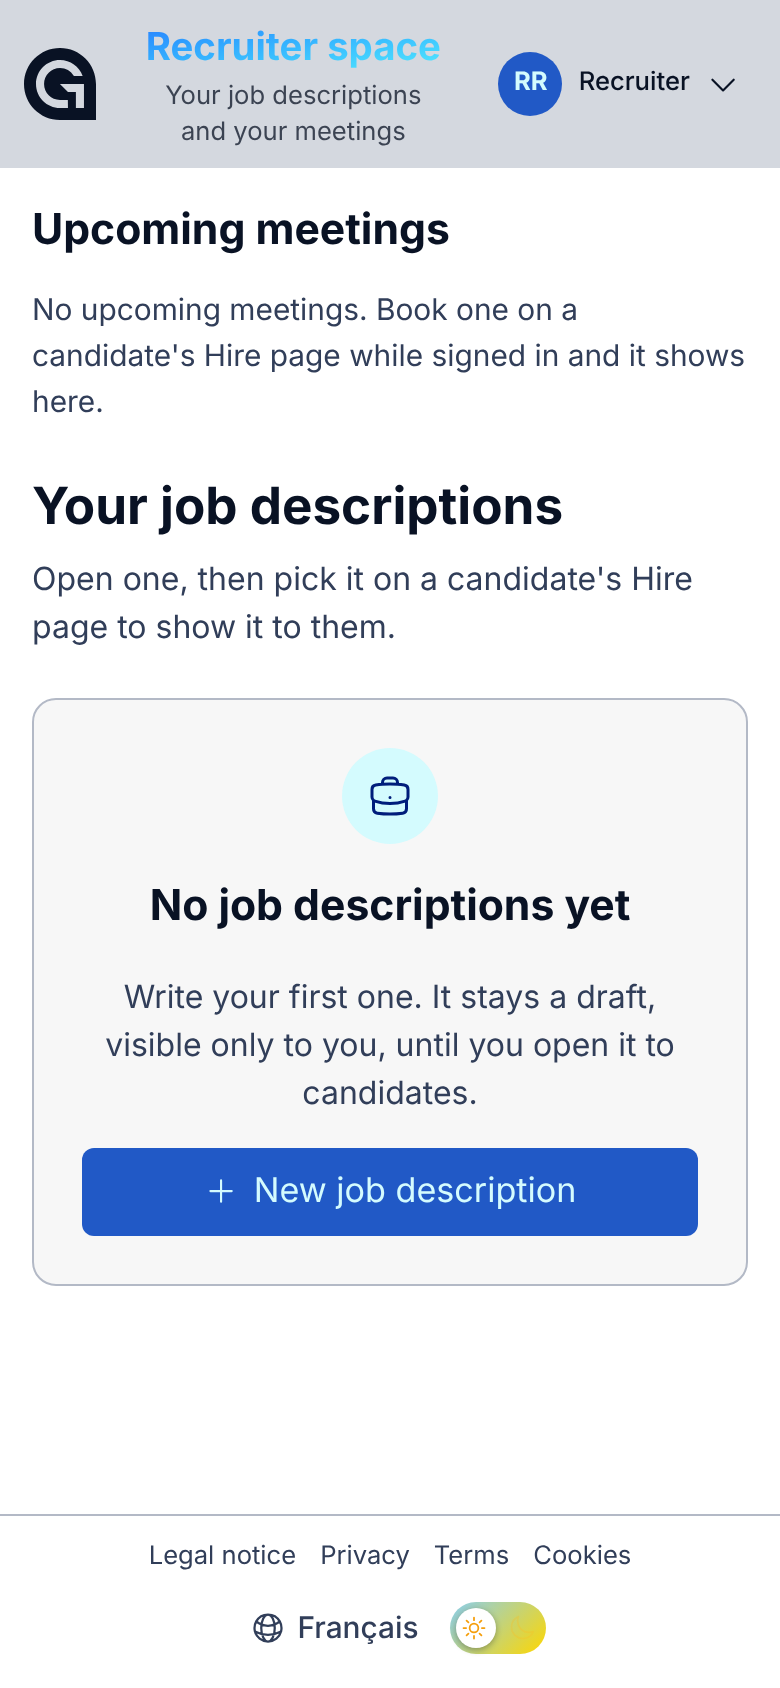 Recruiter space
Your job descriptions
and your meetings
RR
Recruiter
Upcoming meetings
No upcoming meetings. Book one on a
candidate's Hire page while signed in and it shows
here.
Your job descriptions
Open one, then pick it on a candidate's Hire
page to show it to them.
No job descriptions yet
Write your first one. It stays a draft,
visible only to you, until you open it to
candidates.
New job description
Legal notice Privacy Terms Cookies
Français